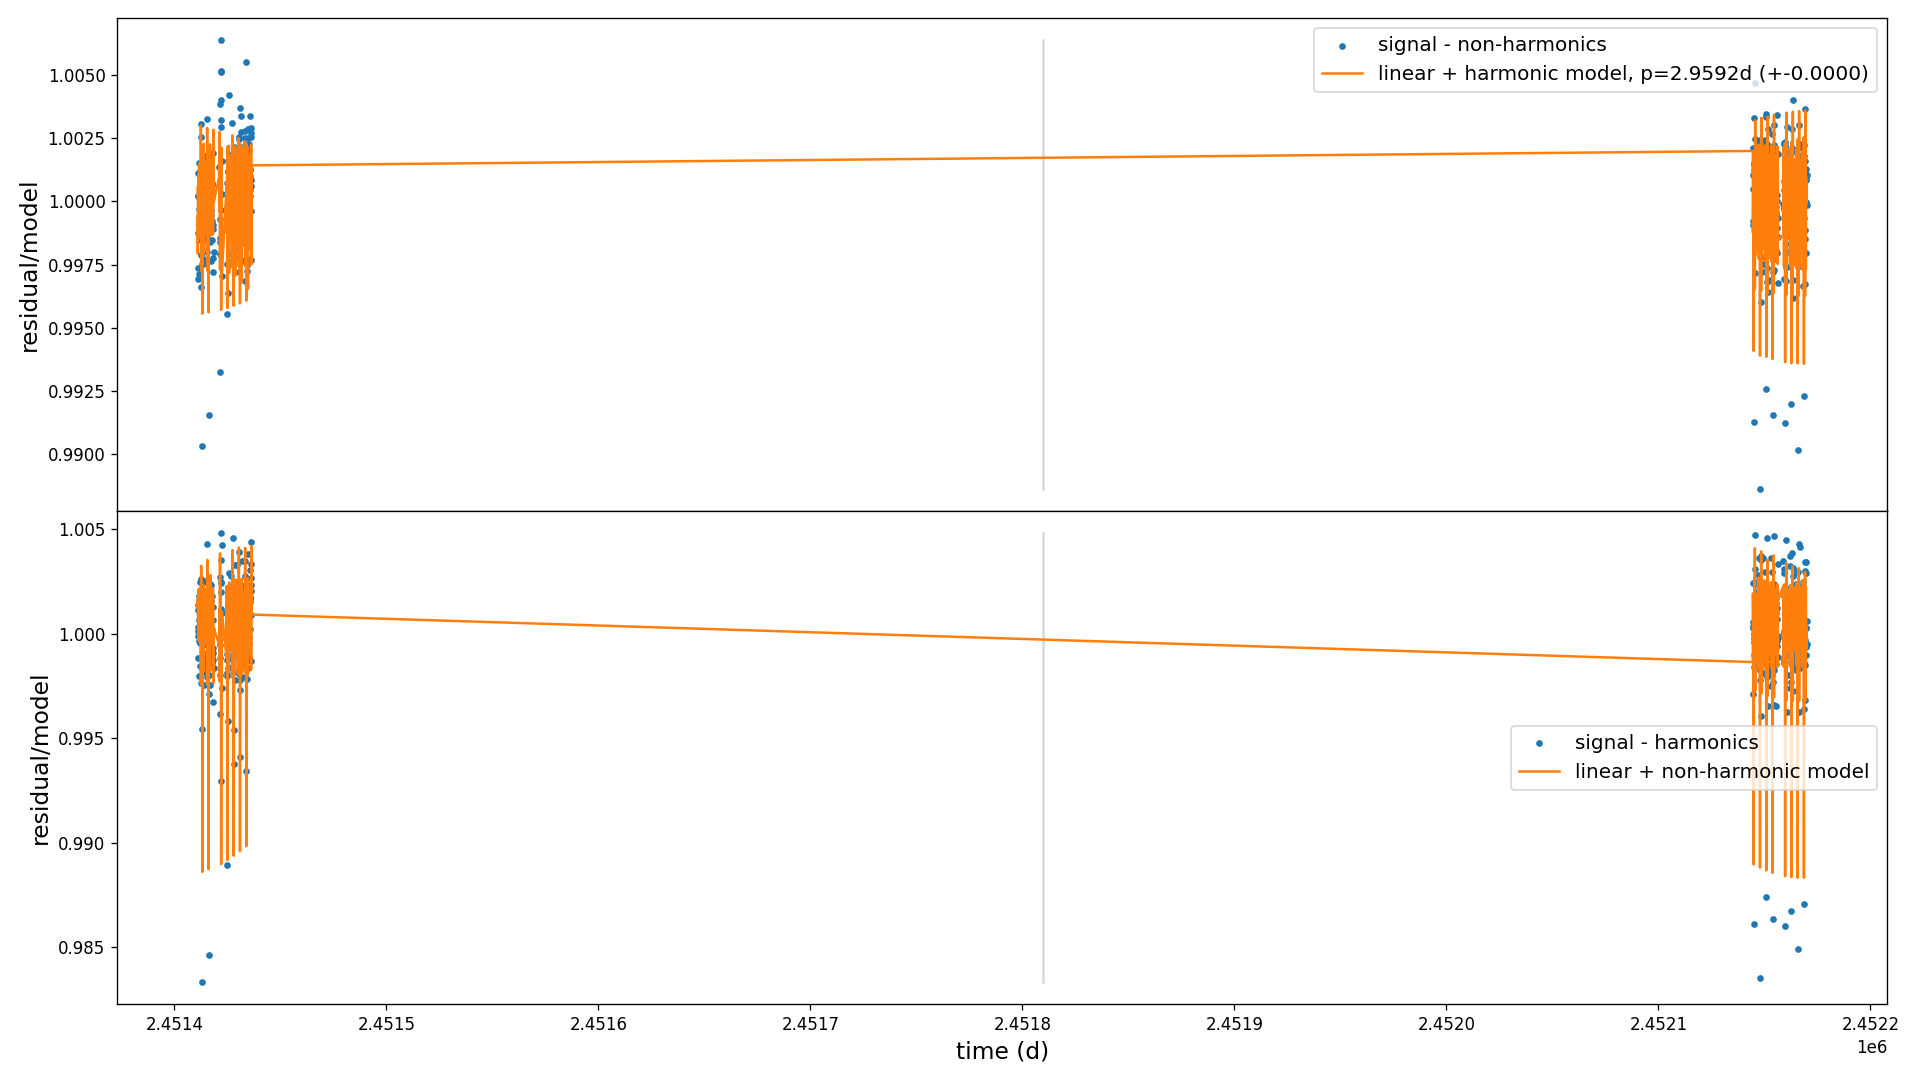 signal - non-harmonics
linear + harmonic model, p=2.9592d (+-0.0000)
residual/model
1.0050
1.0025
1.0000
0.9975
0.9950
0.9925
0.9900
signal - harmonics
linear + non-harmonic model
residual/model
1.005
1.000
0.995
0.990
0.985
2.4514 2.4515 2.4516 2.4517 2.4518 2.4519 2.4520 2.4521 2.4522
1e6
time (d)